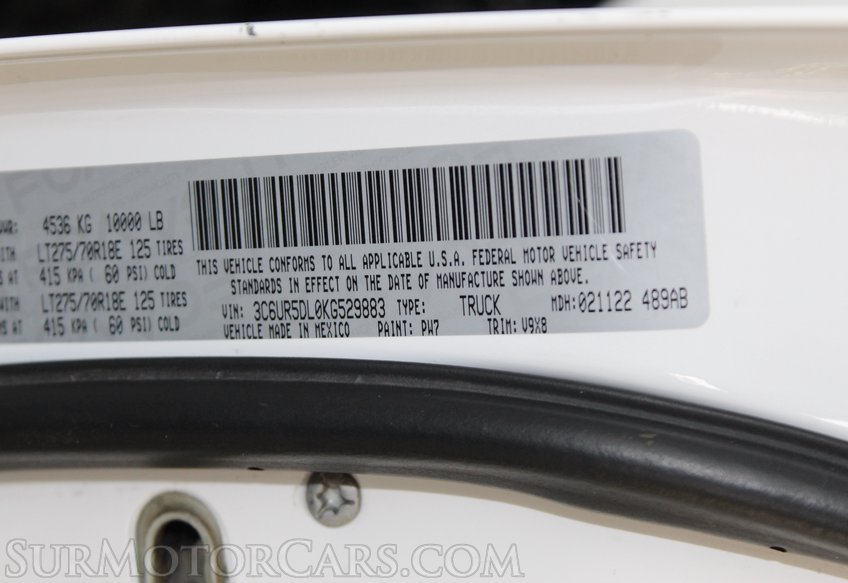 4536 KG 10000 LB
LT275/70R18E 125 TIRES
415 KPA ( 60 PSI) COLD
LT275/70R18E 125 TIRES
415 KPA ( 60 PSI) COLD
THIS VEHICLE CONFORMS TO ALL APPLICABLE U.S.A. FEDERAL MOTOR VEHICLE SAFETY
STANDARDS IN EFFECT ON THE DATE OF MANUFACTURE SHOWN ABOVE.
VIN: 3C6UR5DL0KG529883 TYPE: TRUCK MDH:021122 489AB
VEHICLE MADE IN MEXICO PAINT: PW7 TRIM: V9X8
SURMOTORCARS.COM